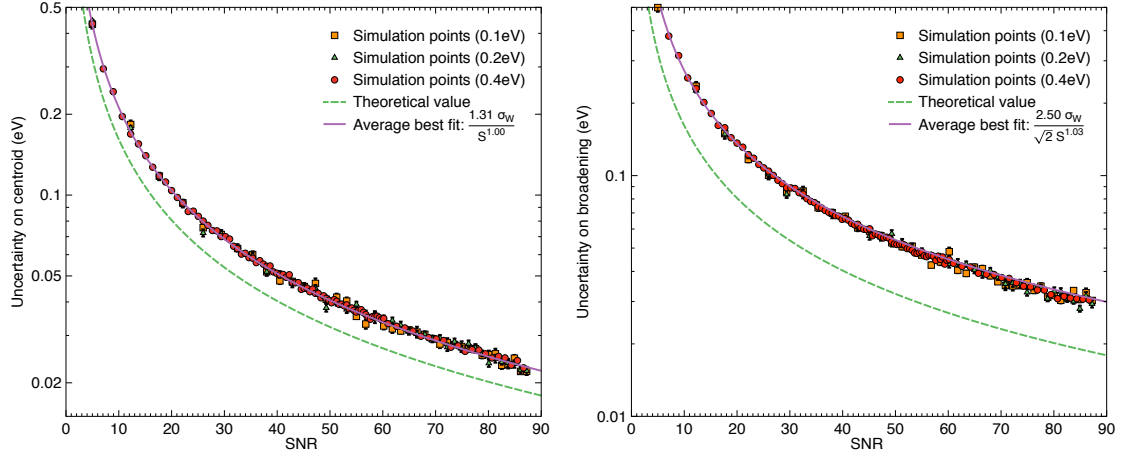 0.5
0.2
0.1
0.05
0.02
Uncertainty on centroid (eV)
Simulation points (0.1eV)
Simulation points (0.2eV)
Simulation points (0.4eV)
Theoretical value
Average best fit: 1.31 σ_W / S^1.00
0 10 20 30 40 50 60 70 80 90
SNR
0.1
0.01
Uncertainty on broadening (eV)
Simulation points (0.1eV)
Simulation points (0.2eV)
Simulation points (0.4eV)
Theoretical value
Average best fit: 2.50 σ_W / √2 S^1.03
0 10 20 30 40 50 60 70 80 90
SNR